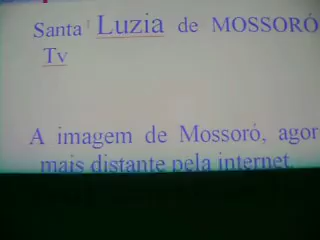 Santa Luzia de MOSSORÓ
Tv
A imagem de Mossoró, agor
mais distante pela internet.